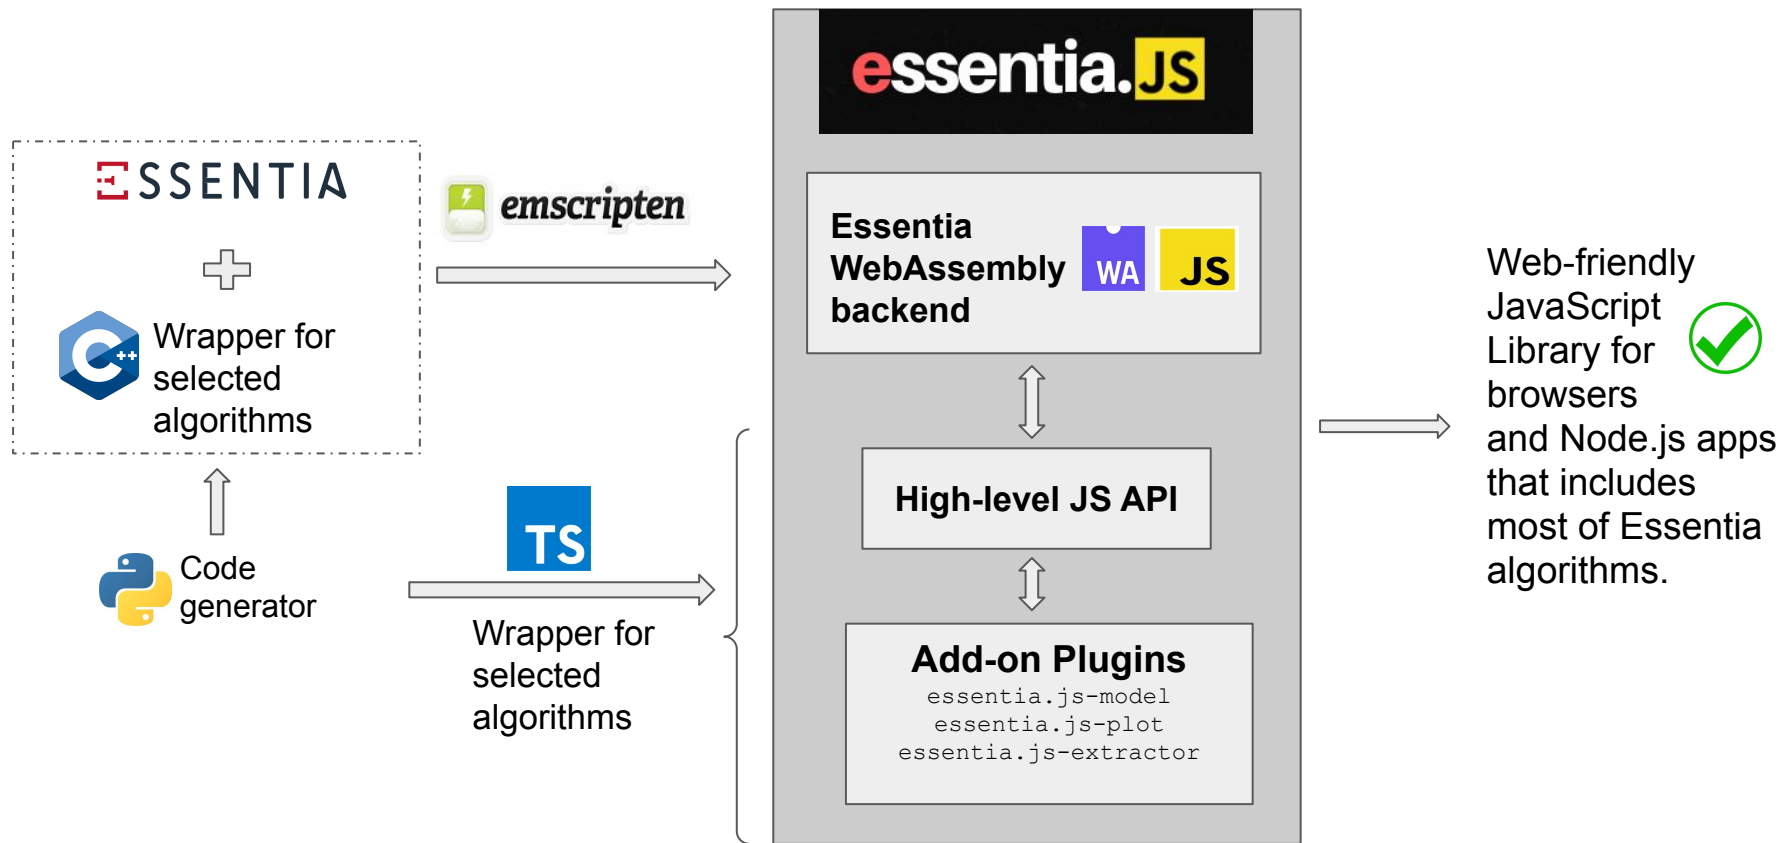 ESSENTIA
C++
Wrapper for
selected
algorithms
Code
generator
emscripten
TS
Wrapper for
selected
algorithms
essentia.JS
Essentia
WebAssembly
backend
WA
JS
High-level JS API
Add-on Plugins
essentia.js-model
essentia.js-plot
essentia.js-extractor
Web-friendly
JavaScript
Library for
browsers
and Node.js apps
that includes
most of Essentia
algorithms.